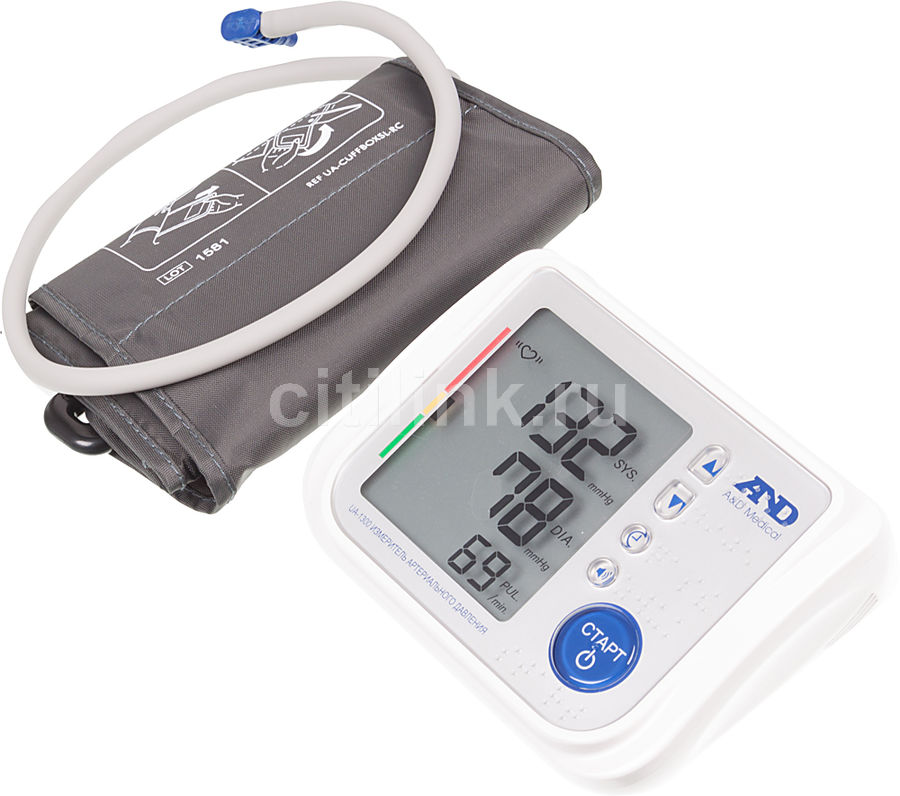 REF UA-CUFFBOXSL-RC
LOT 1581
citilink.ru
132
SYS.
mmHg
78
DIA.
mmHg
69
PUL.
/min.
AND
A&D Medical
UA-1300 ИЗМЕРИТЕЛЬ АРТЕРИАЛЬНОГО ДАВЛЕНИЯ
СТАРТ